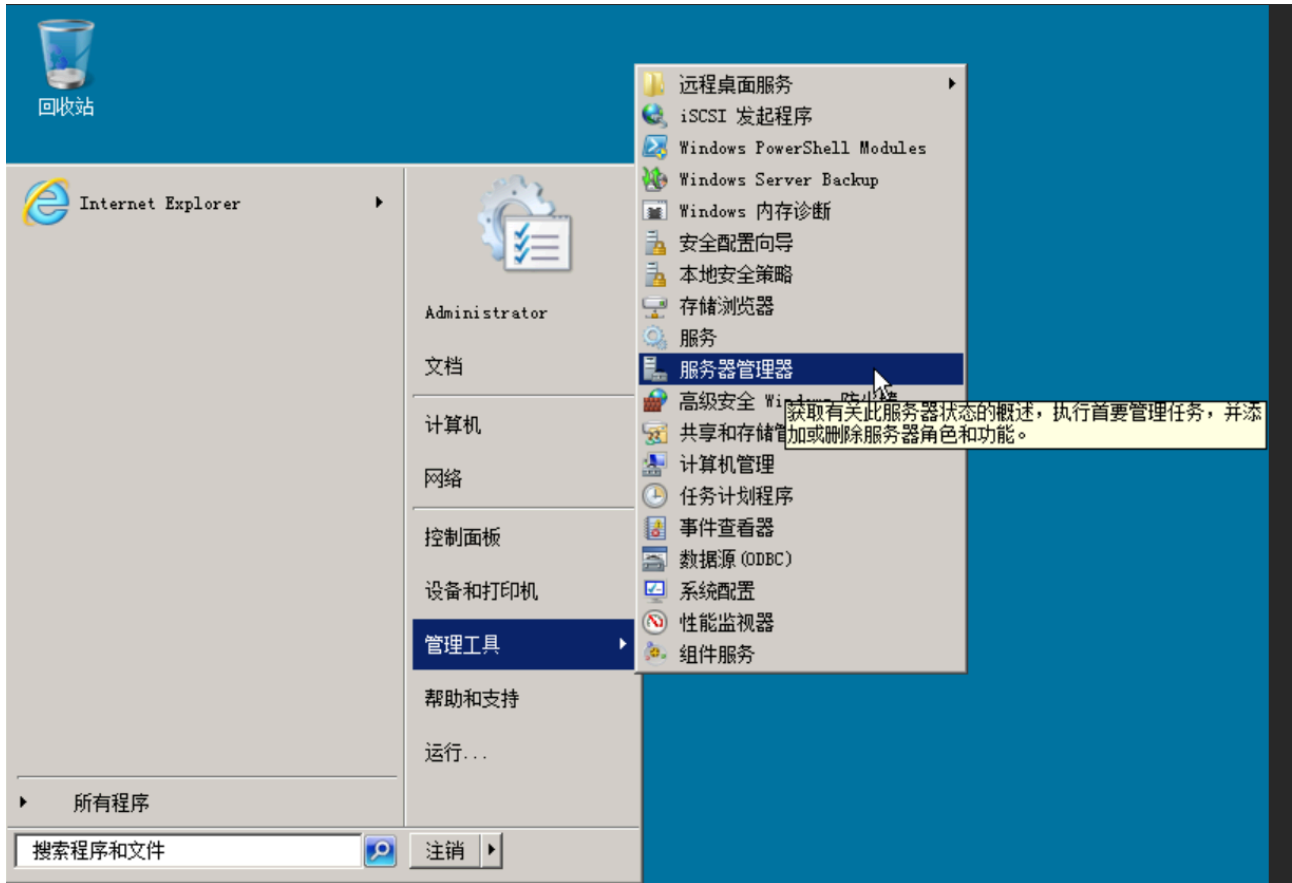 回收站
Internet Explorer
所有程序
搜索程序和文件
Administrator
文档
计算机
网络
控制面板
设备和打印机
管理工具
帮助和支持
运行...
注销
远程桌面服务
iSCSI 发起程序
Windows PowerShell Modules
Windows Server Backup
Windows 内存诊断
安全配置向导
本地安全策略
存储浏览器
服务
服务器管理器
高级安全 Windows 防火墙
获取有关此服务器状态的概述，执行首要管理任务，并添
加或删除服务器角色和功能。
共享和存储管
计算机管理
任务计划程序
事件查看器
数据源(ODBC)
系统配置
性能监视器
组件服务